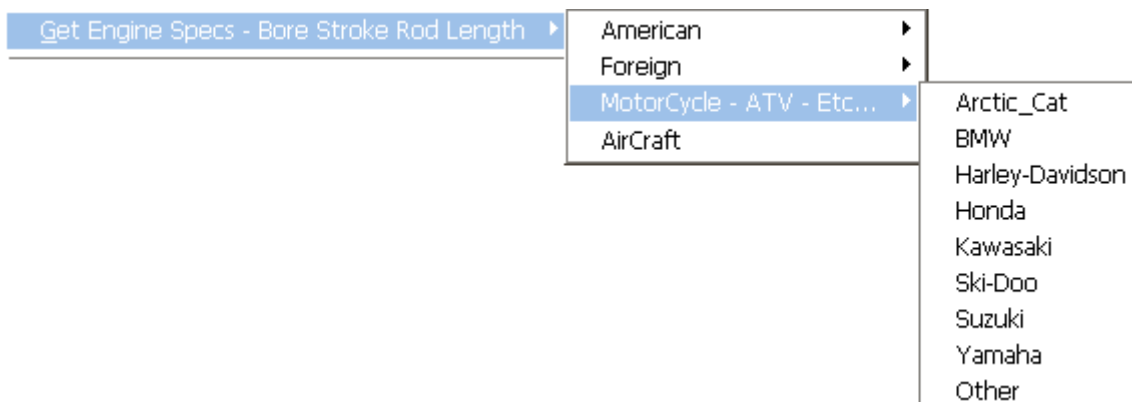 Get Engine Specs - Bore Stroke Rod Length
American
Foreign
MotorCycle - ATV - Etc...
AirCraft
Arctic_Cat
BMW
Harley-Davidson
Honda
Kawasaki
Ski-Doo
Suzuki
Yamaha
Other